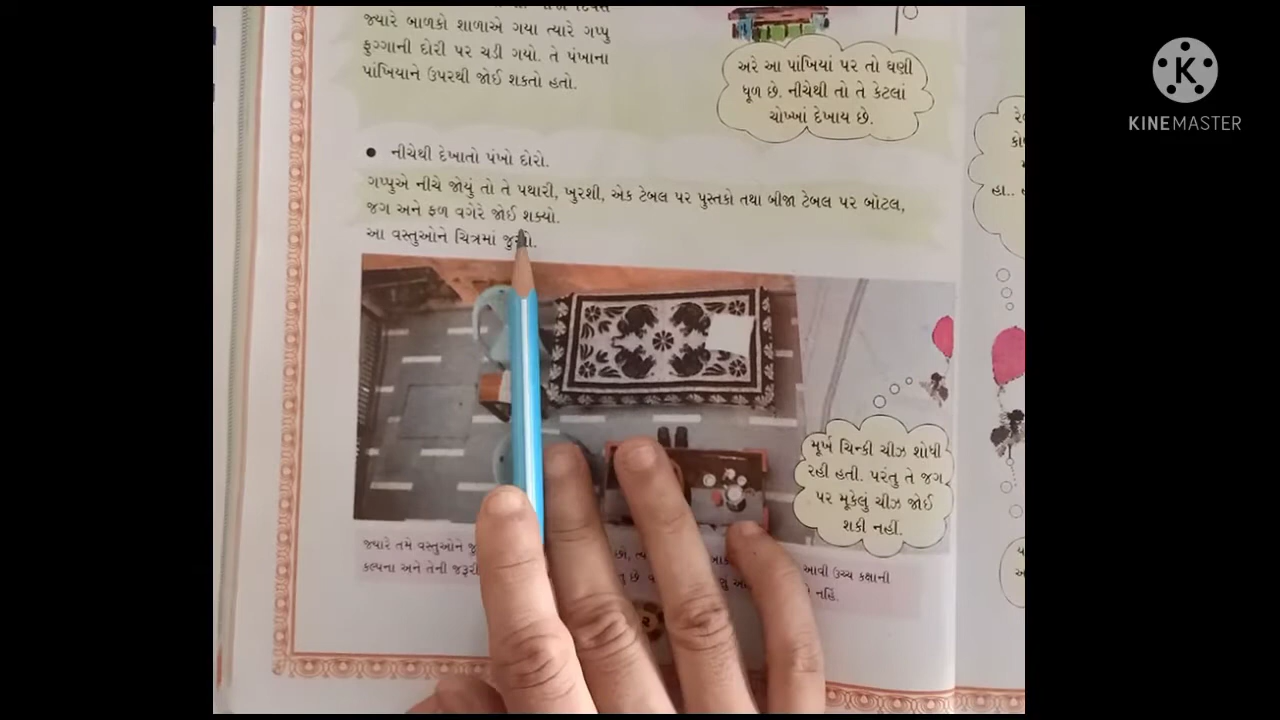 જ્યારે બાળકો શાળાએ ગયા ત્યારે ગપ્પુ
ફુગ્ગાની દોરી પર ચડી ગયો. તે પંખાના
પાંખિયાને ઉપરથી જોઈ શકતો હતો.
અરે આ પાંખિયાં પર તો ઘણી
ધૂળ છે. નીચેથી તો તે કેટલાં
ચોખ્ખાં દેખાય છે.
● નીચેથી દેખાતો પંખો દોરો.
ગપ્પુએ નીચે જોયું તો તે પથારી, ખુરશી, એક ટેબલ પર પુસ્તકો તથા બીજા ટેબલ પર બૉટલ,
જગ અને ફળ વગેરે જોઈ શક્યો.
આ વસ્તુઓને ચિત્રમાં
મૂર્ખ ચિન્કી ચીઝ શોધી
રહી હતી. પરંતુ તે જગ
પર મૂકેલું ચીઝ જોઈ
શકી નહીં.
જ્યારે તમે વસ્તુઓને છો, આવી ઉચ્ચ કક્ષાની
કલ્પના અને તેની છે નહિ.
હા..
KINEMASTER